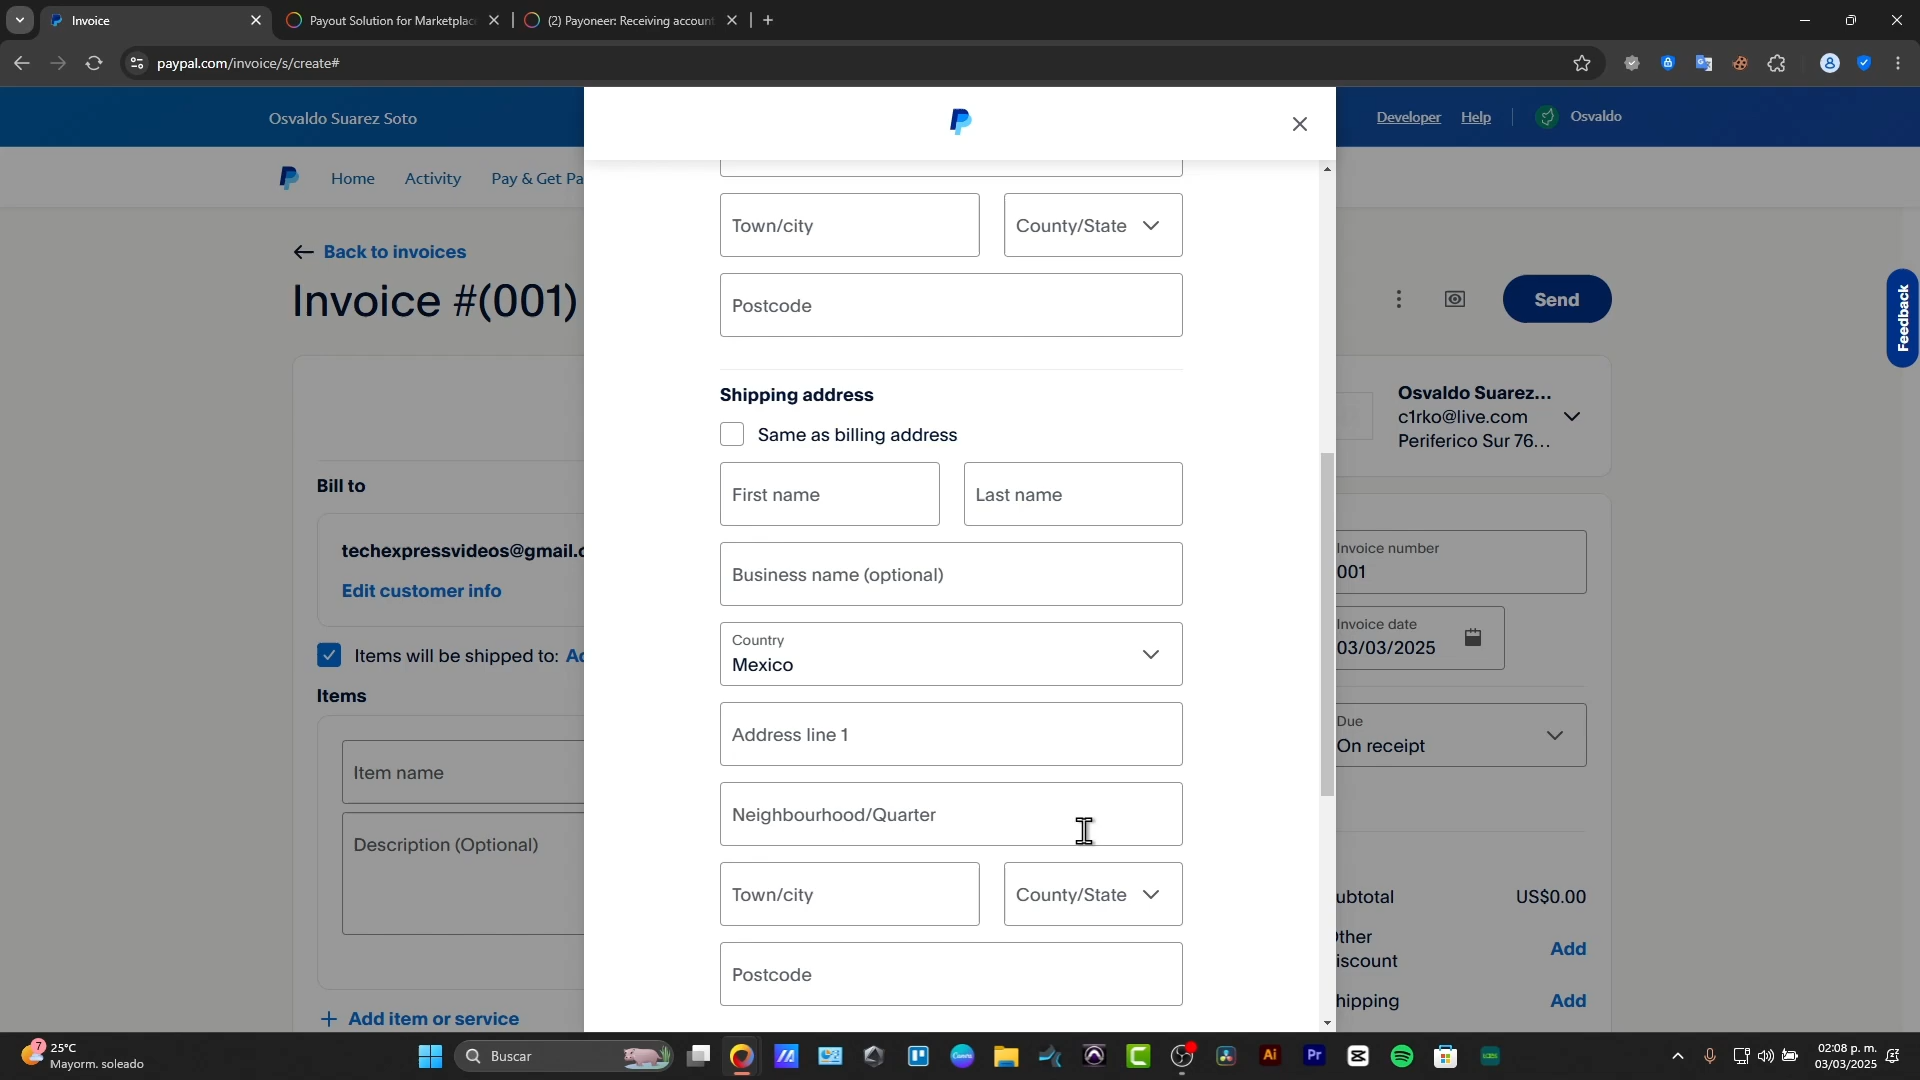 Invoice
Payout Solution for Marketplac
(2) Payoneer: Receiving account
paypal.com/invoice/s/create#
Osvaldo Suarez Soto
Developer
Help
Osvaldo
Home
Activity
Pay & Get Pa
Back to invoices
Invoice #(001)
Send
Feedback
Town/city
County/State
Postcode
Osvaldo Suarez...
c1rko@live.com
Periferico Sur 76...
Shipping address
Same as billing address
Bill to
First name
Last name
techexpressvideos@gmail.c
Edit customer info
Invoice number
001
Business name (optional)
Invoice date
03/03/2025
Items will be shipped to: Ad
Country
Mexico
Items
Due
On receipt
Address line 1
Item name
Neighbourhood/Quarter
Description (Optional)
Town/city
County/State
ubtotal
US$0.00
ther
iscount
Add
Postcode
hipping
Add
Add item or service
7
25°C
Mayorm. soleado
Buscar
Canva
Ai
Pr
02:08 p. m.
03/03/2025